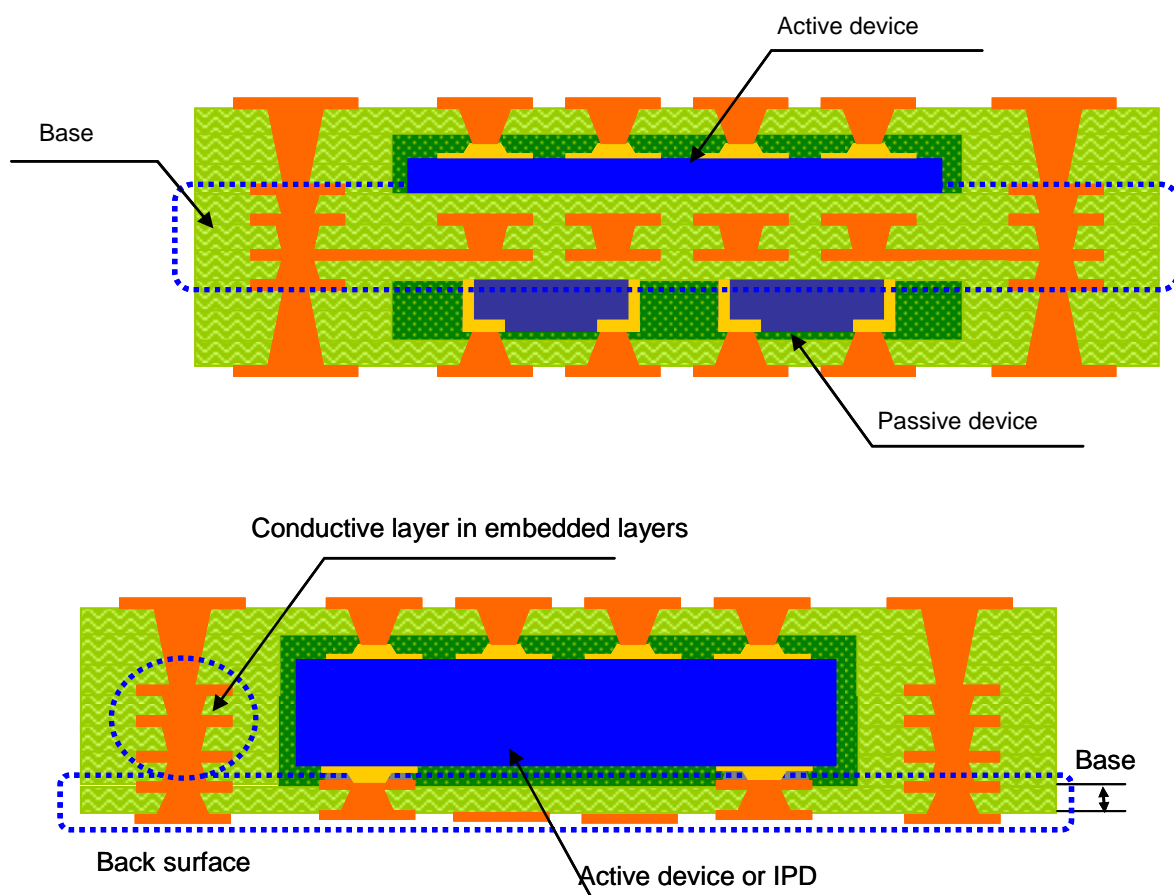 Active device
Base
Passive device
Conductive layer in embedded layers
Base
Back surface
Active device or IPD